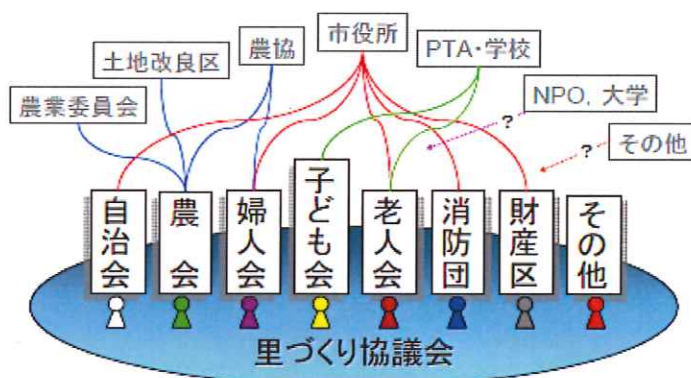 市役所
農協
PTA・学校
土地改良区
NPO, 大学
農業委員会
?
?
その他
自治会
農会
婦人会
子ども会
老人会
消防団
財産区
その他
里づくり協議会